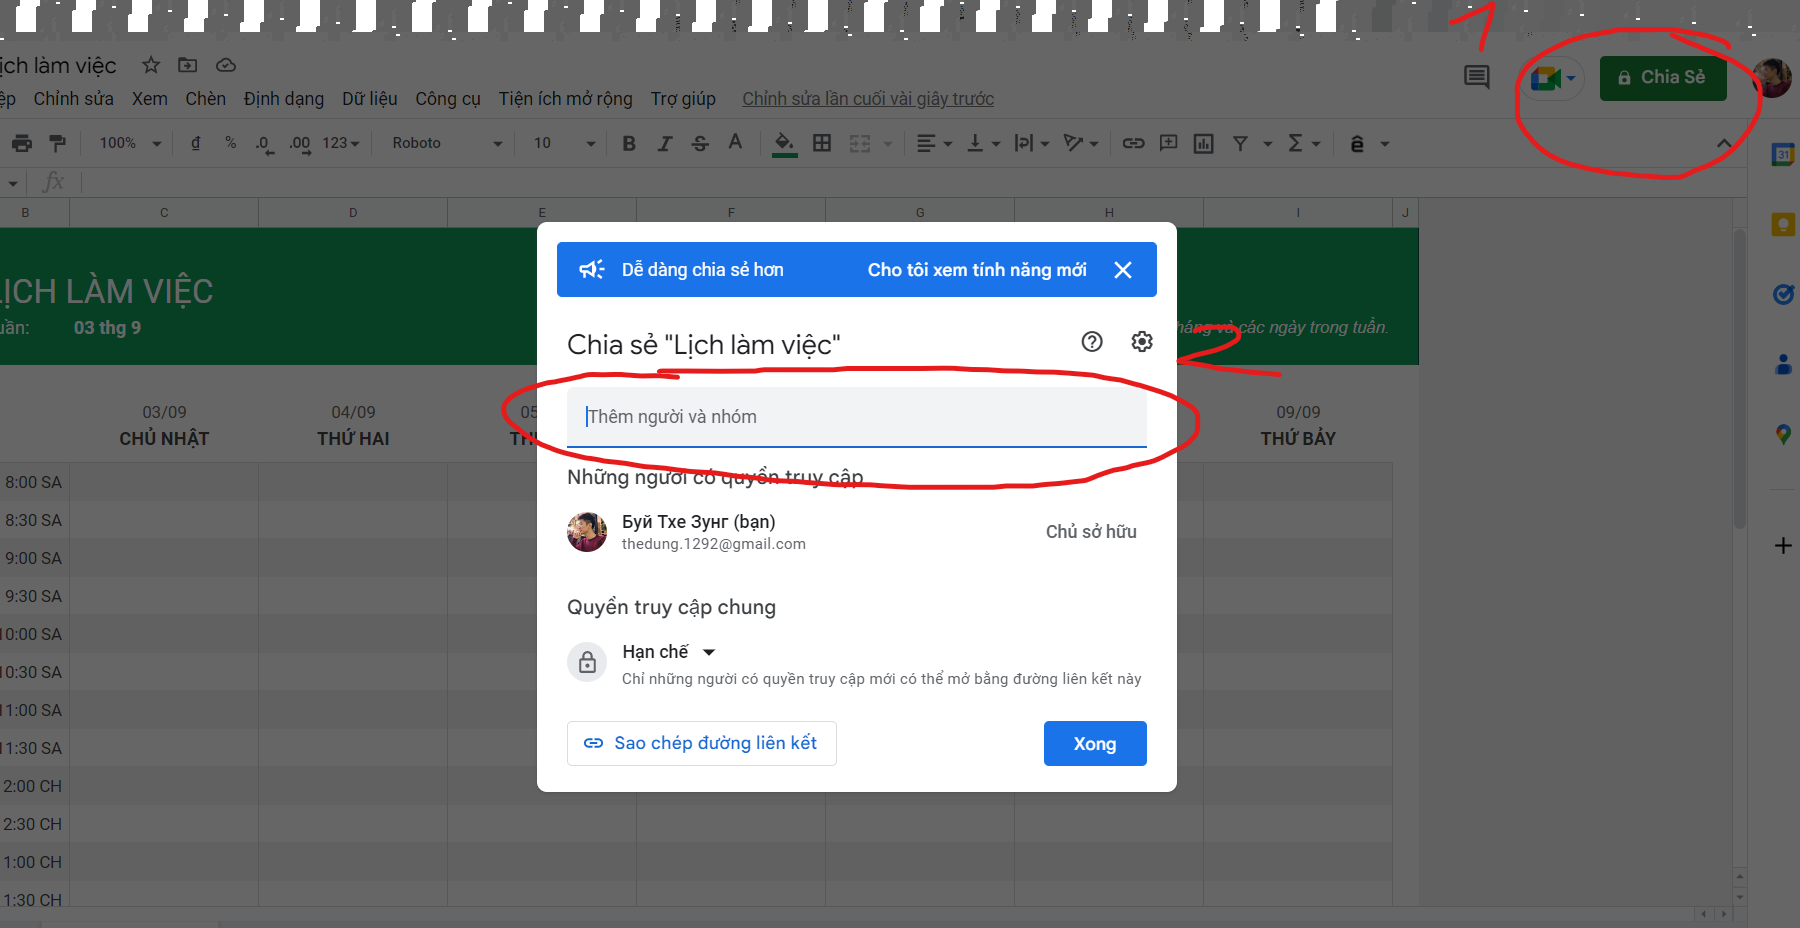 1
ịch làm việc
Chia Sẻ
ệp Chỉnh sửa Xem Chèn Định dạng Dữ liệu Công cụ Tiện ích mở rộng Trợ giúp Chỉnh sửa lần cuối vài giây trước
100% đ % .0 .00 123 Roboto 10 B I S A Σ ê
31
fx
B C D E F G H I J
LỊCH LÀM VIỆC
uần: 03 thg 9
háng và các ngày trong tuần.
Dễ dàng chia sẻ hơn Cho tôi xem tính năng mới
Chia sẻ "Lịch làm việc"
2
Thêm người và nhóm
03/09 04/09 05 09/09
CHỦ NHẬT THỨ HAI TH THỨ BẢY
Những người có quyền truy cập
Буй Тхе Зунг (bạn)
thedung.1292@gmail.com
Chủ sở hữu
Quyền truy cập chung
Hạn chế
Chỉ những người có quyền truy cập mới có thể mở bằng đường liên kết này
Sao chép đường liên kết
Xong
8:00 SA
8:30 SA
9:00 SA
9:30 SA
10:00 SA
10:30 SA
11:00 SA
11:30 SA
2:00 CH
2:30 CH
1:00 CH
1:30 CH